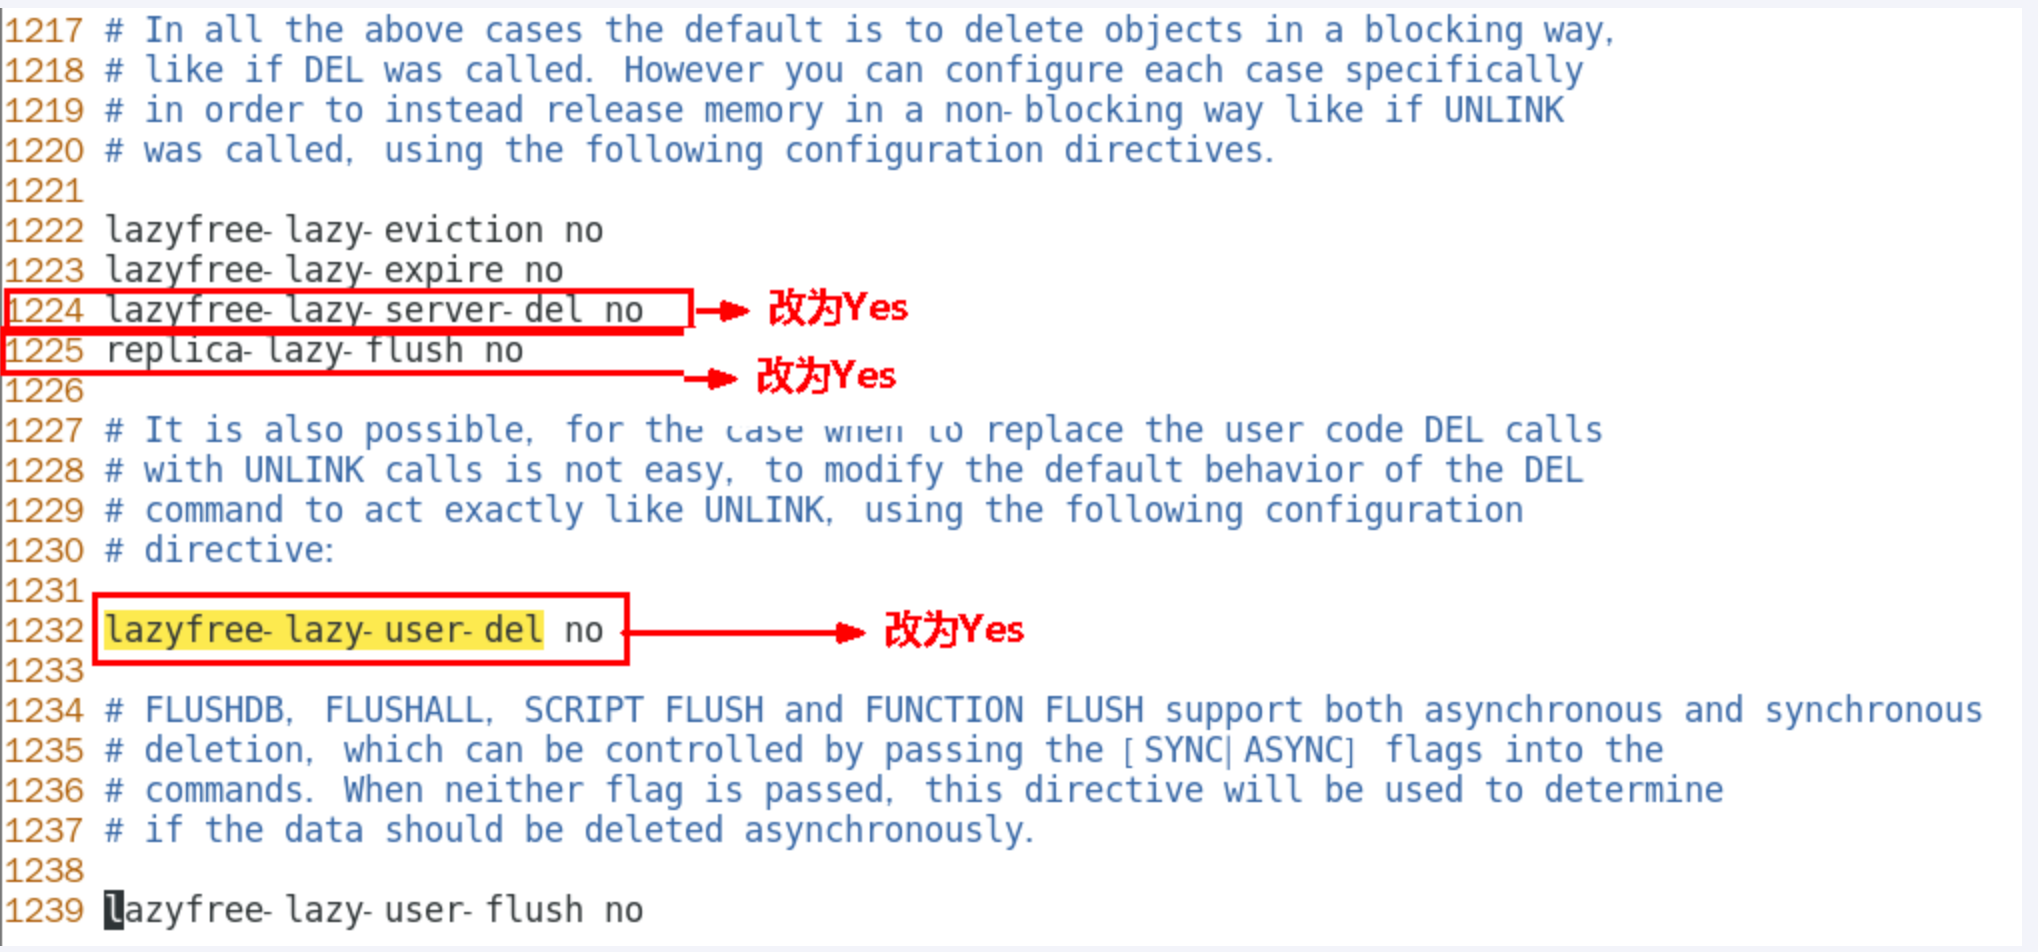 1217 # In all the above cases the default is to delete objects in a blocking way,
1218 # like if DEL was called. However you can configure each case specifically
1219 # in order to instead release memory in a non-blocking way like if UNLINK
1220 # was called, using the following configuration directives.
1221
1222 lazyfree-lazy-eviction no
1223 lazyfree-lazy-expire no
1224 lazyfree-lazy-server-del no 改为Yes
1225 replica-lazy-flush no
改为Yes
1226
1227 # It is also possible, for the case when to replace the user code DEL calls
1228 # with UNLINK calls is not easy, to modify the default behavior of the DEL
1229 # command to act exactly like UNLINK, using the following configuration
1230 # directive:
1231
1232 lazyfree-lazy-user-del no 改为Yes
1233
1234 # FLUSHDB, FLUSHALL, SCRIPT FLUSH and FUNCTION FLUSH support both asynchronous and synchronous
1235 # deletion, which can be controlled by passing the [SYNC|ASYNC] flags into the
1236 # commands. When neither flag is passed, this directive will be used to determine
1237 # if the data should be deleted asynchronously.
1238
1239 lazyfree-lazy-user-flush no